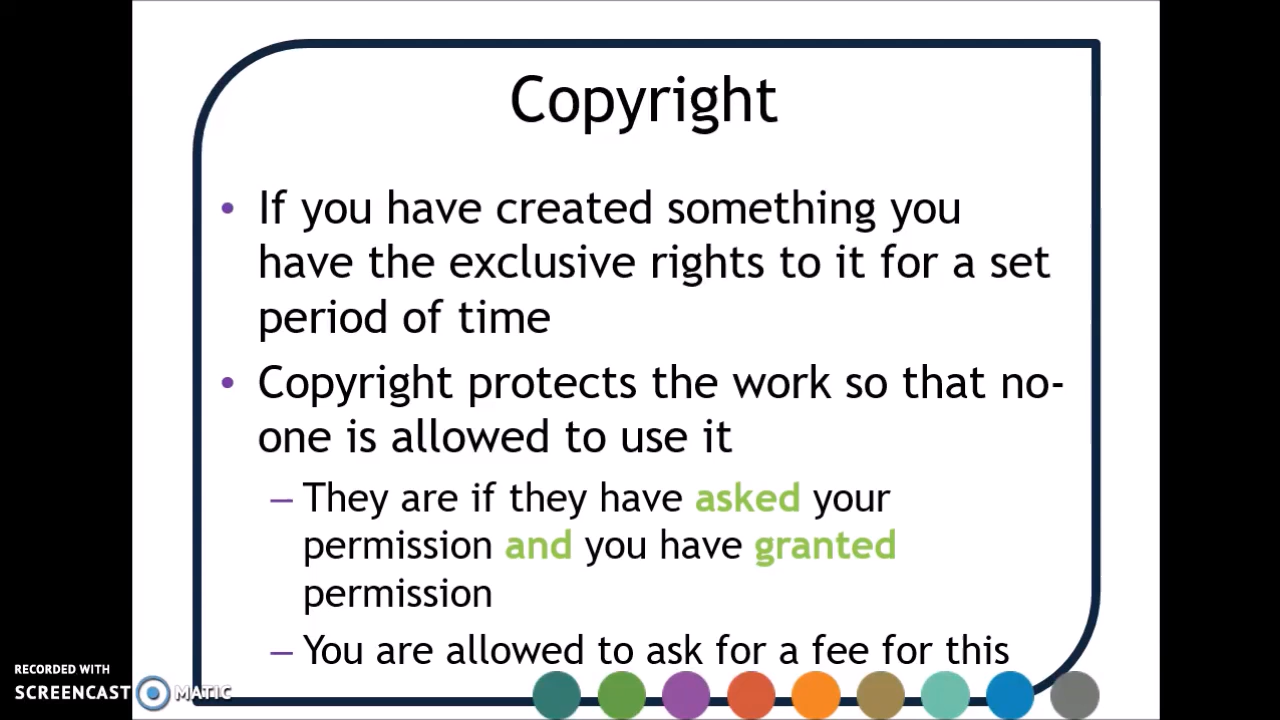 Copyright
• If you have created something you
have the exclusive rights to it for a set
period of time
• Copyright protects the work so that no-
one is allowed to use it
– They are if they have asked your
permission and you have granted
permission
– You are allowed to ask for a fee for this
RECORDED WITH
SCREENCAST MATIC